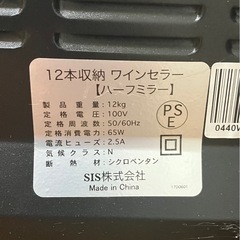 12本収納 ワインセラー
【ハーフミラー】
製品重量：12kg
定格電圧：100V
定格周波数：50/60Hz
定格消費電力：65W
電流ヒューズ：2.5A
気候クラス：N
断熱材：シクロペンタン
SIS株式会社
Made in China
PS
E
0440W